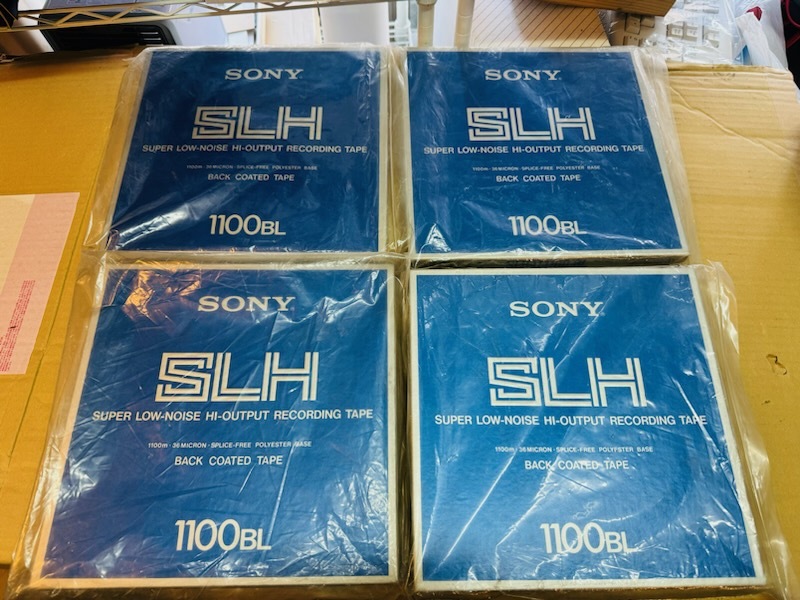 SONY
SLH
SUPER LOW-NOISE HI-OUTPUT RECORDING TAPE
1100m · 36 MICRON · SPLICE-FREE POLYESTER BASE
BACK COATED TAPE
1100BL
SONY
SLH
SUPER LOW-NOISE HI-OUTPUT RECORDING TAPE
1100m · 36 MICRON · SPLICE-FREE POLYESTER BASE
BACK COATED TAPE
1100BL
SONY
SLH
SUPER LOW-NOISE HI-OUTPUT RECORDING TAPE
1100m · 36 MICRON · SPLICE-FREE POLYESTER BASE
BACK COATED TAPE
1100BL
SONY
SLH
SUPER LOW-NOISE HI-OUTPUT RECORDING TAPE
1100m · 36 MICRON · SPLICE-FREE POLYESTER BASE
BACK COATED TAPE
1100BL